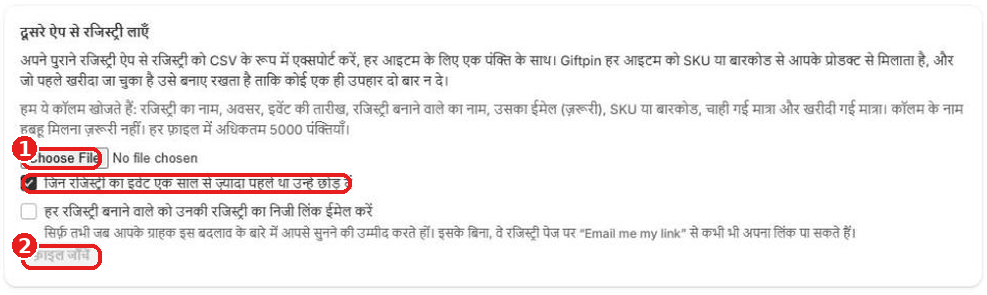 दूसरे ऐप से रजिस्ट्री लाएँ
अपने पुराने रजिस्ट्री ऐप से रजिस्ट्री को CSV के रूप में एक्सपोर्ट करें, हर आइटम के लिए एक पंक्ति के साथ। Giftpin हर आइटम को SKU या बारकोड से आपके प्रोडक्ट से मिलाता है, और
जो पहले खरीदा जा चुका है उसे बनाए रखता है ताकि कोई एक ही उपहार दो बार न दे।
हम ये कॉलम खोजते हैं: रजिस्ट्री का नाम, अवसर, इवेंट की तारीख, रजिस्ट्री बनाने वाले का नाम, उसका ईमेल (ज़रूरी), SKU या बारकोड, चाही गई मात्रा और खरीदी गई मात्रा। कॉलम के नाम
हूबहू मिलना ज़रूरी नहीं। हर फ़ाइल में अधिकतम 5000 पंक्तियाँ।
1
Choose File No file chosen
जिन रजिस्ट्री का इवेंट एक साल से ज़्यादा पहले था उन्हें छोड़ दें
हर रजिस्ट्री बनाने वाले को उनकी रजिस्ट्री का निजी लिंक ईमेल करें
सिर्फ़ तभी जब आपके ग्राहक इस बदलाव के बारे में आपसे सुनने की उम्मीद करते हों। इसके बिना, वे रजिस्ट्री पेज पर “Email me my link” से कभी भी अपना लिंक पा सकते हैं।
2
फ़ाइल जाँचें